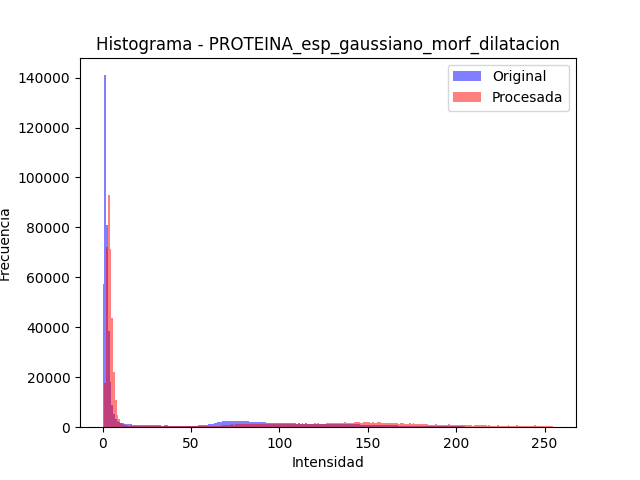 Histograma - PROTEINA_esp_gaussiano_morf_dilatacion
Original
Procesada
140000
120000
100000
80000
60000
40000
20000
0
Frecuencia
0 50 100 150 200 250
Intensidad